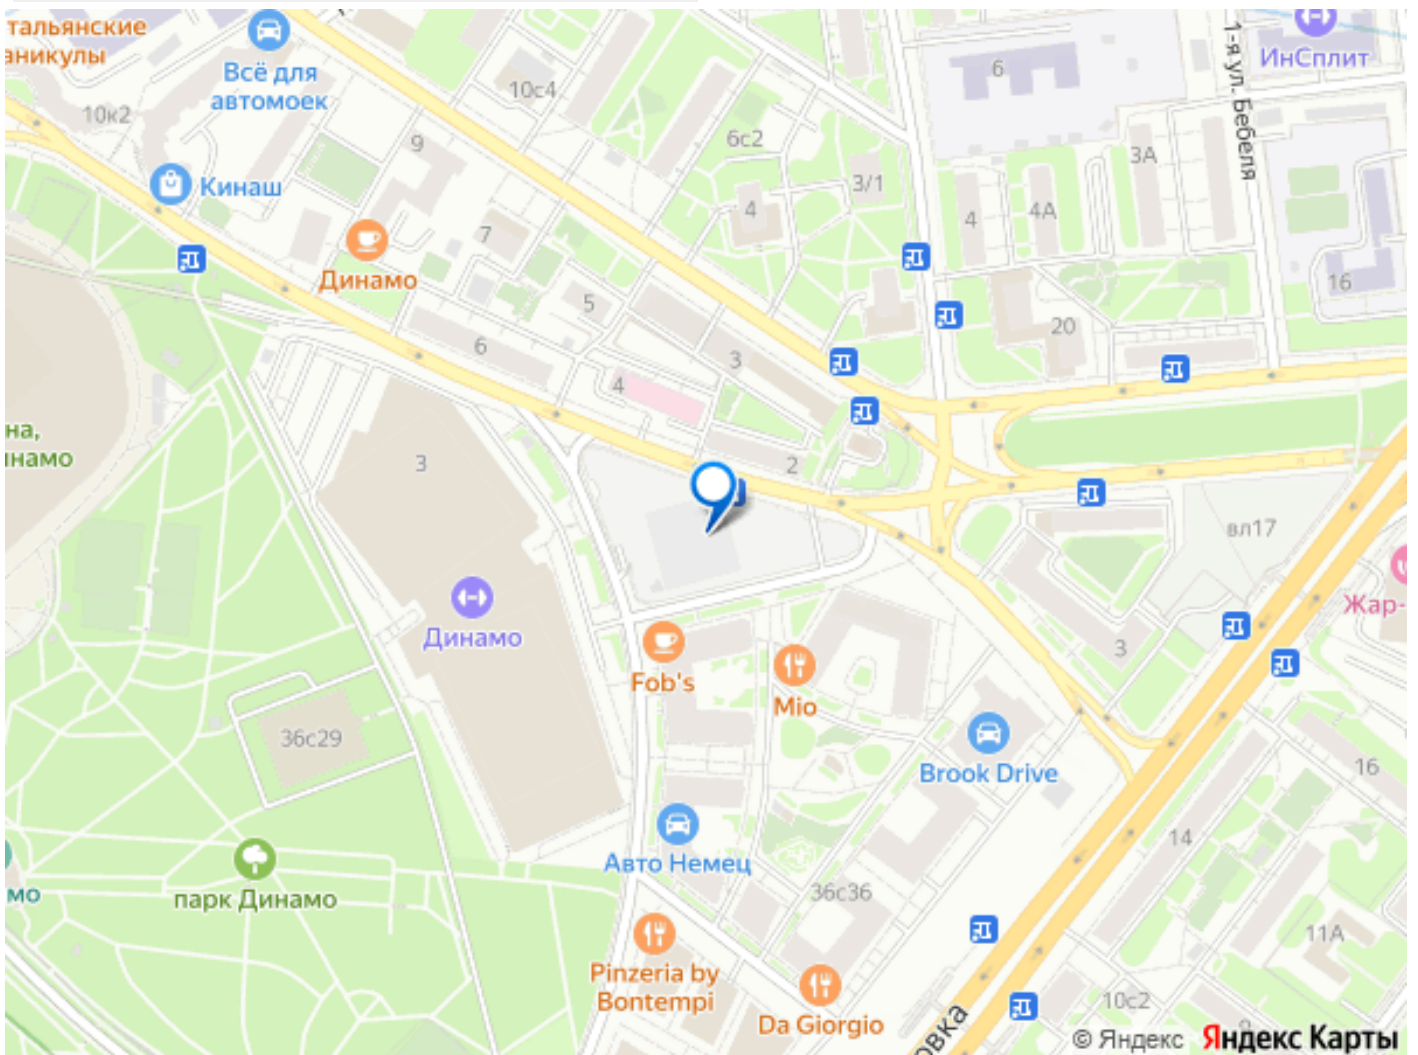 тальянские
аникулы
Всё для
автомоек
10с4
6
ИнСплит
1-я ул. Бебеля
10к2
9
6с2
3А
Кинаш
3/1
4
4
4А
7
Динамо
5
16
20
6
3
4
на,
намо
3
2
вл17
Динамо
Жар-
Fob's
Mio
3
36с29
Brook Drive
16
14
Авто Немец
парк Динамо
мо
36с36
11А
Pinzeria by
Bontempi
Da Giorgio
10с2
овка
© Яндекс Яндекс Карты